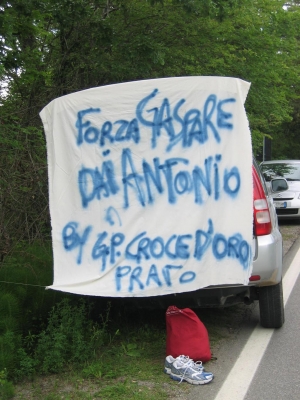 FORZA GASPARE
DAi ANTONIO
BY G.P. CROCE D'ORO
PRATO